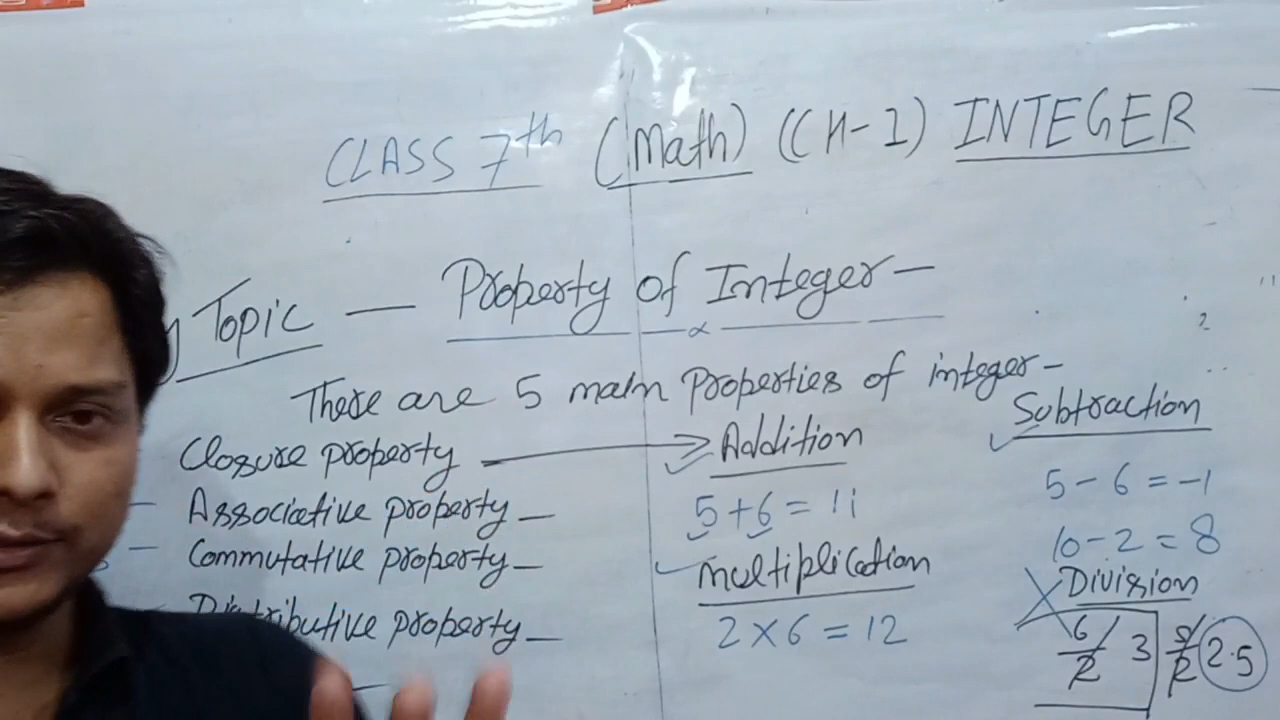 CLASS 7th (Math) (CH-1) INTEGER
Topic — Property of Integer —
There are 5 main Properties of integer -
Closure property → Addition
Subtraction
5+6 = 11
5 - 6 = -1
Associative property —
10 - 2 = 8
Commutative property —
Multiplication
Division
Distributive property —
2 × 6 = 12
6/2 3
5/2 2.5